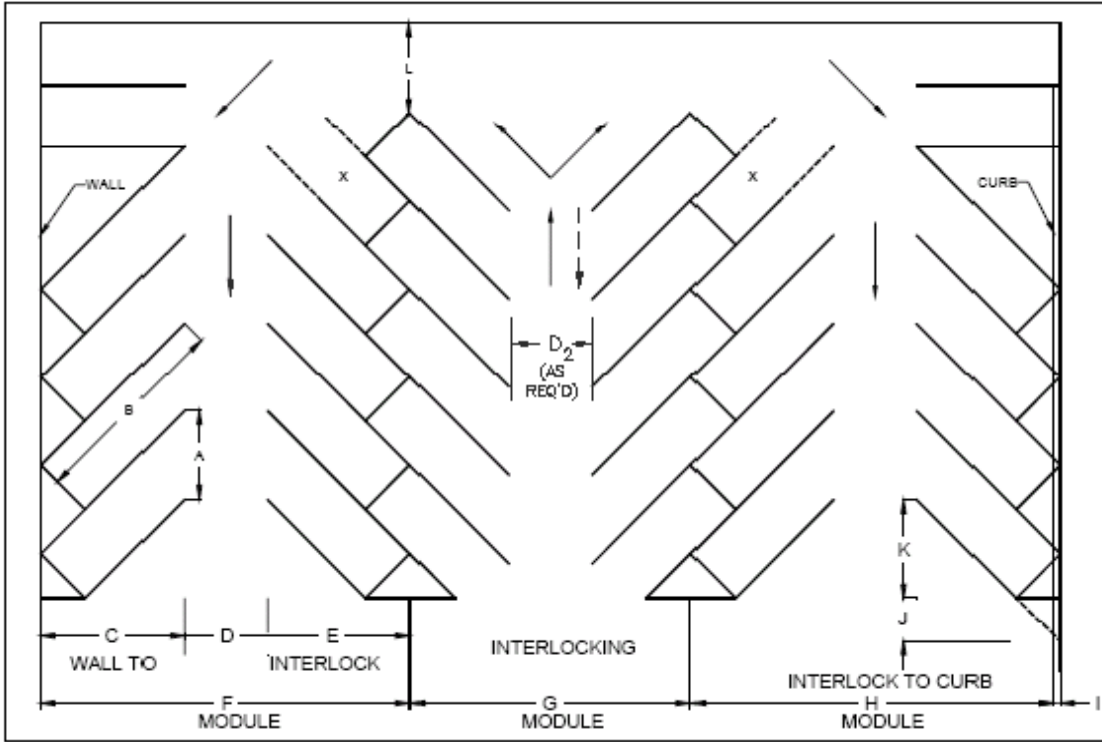 L
X
X
WALL
CURB
D2
(AS
REQ'D)
B
A
K
J
C D E
INTERLOCKING
WALL TO INTERLOCK
INTERLOCK TO CURB
F G H I
MODULE MODULE MODULE